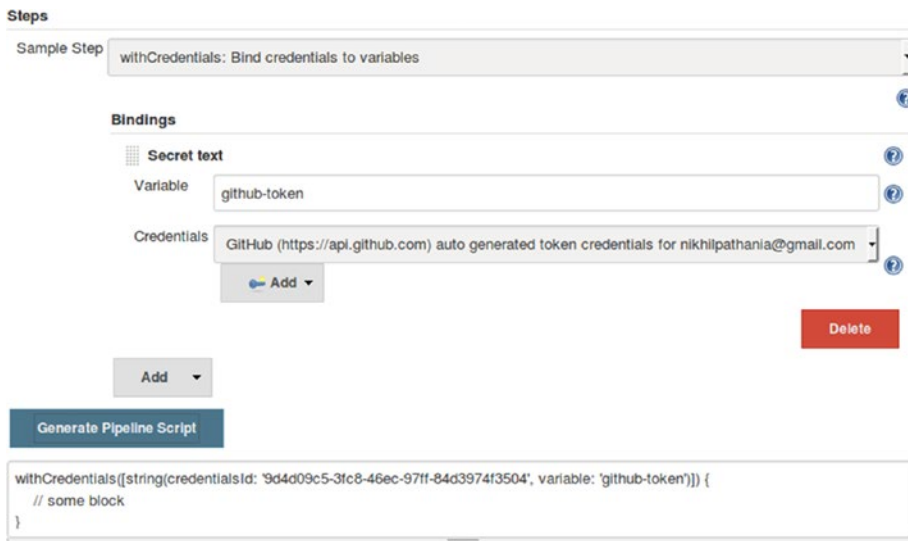 Steps
Sample Step
withCredentials: Bind credentials to variables
Bindings
Secret text
Variable
github-token
Credentials
GitHub (https://api.github.com) auto generated token credentials for nikhilpathania@gmail.com
Add
Delete
Add
Generate Pipeline Script
withCredentials([string(credentialsId: '9d4d09c5-3fc8-46ec-97ff-84d3974f3504', variable: 'github-token')]) {
// some block
}